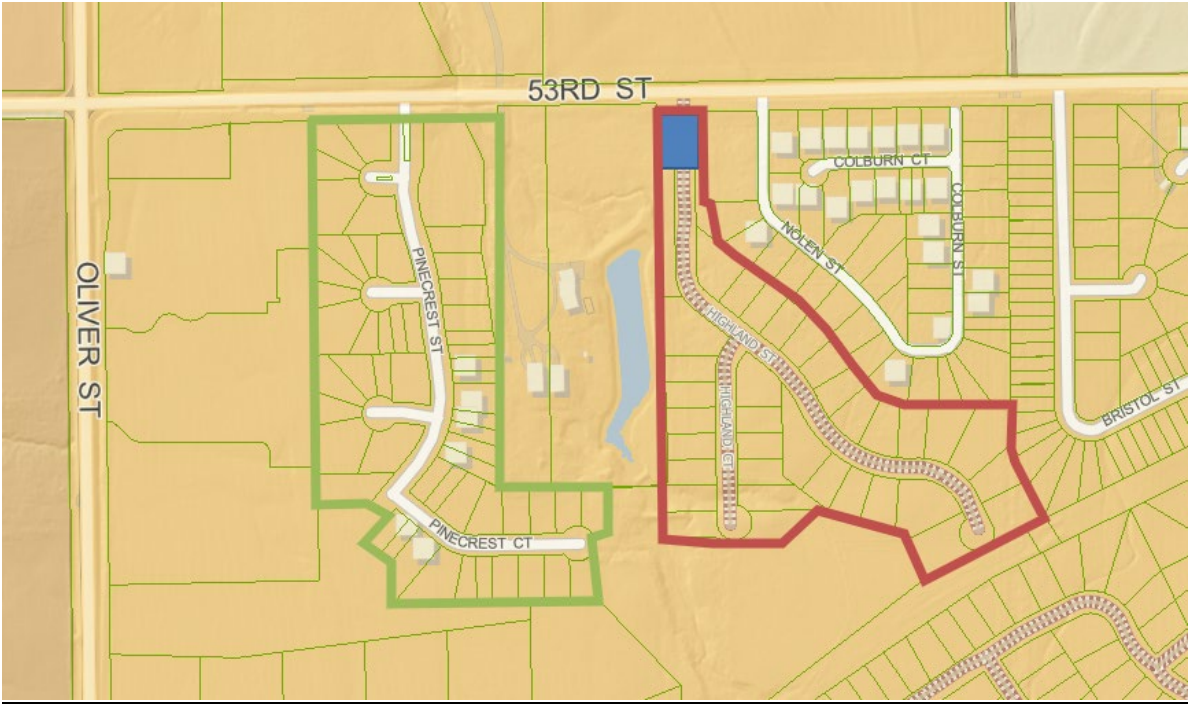 53RD ST
COLBURN CT
COLBURN ST
NOLEN ST
PINECREST ST
OLIVER ST
HIGHLAND ST
HIGHLAND CT
BRISTOL ST
PINECREST CT